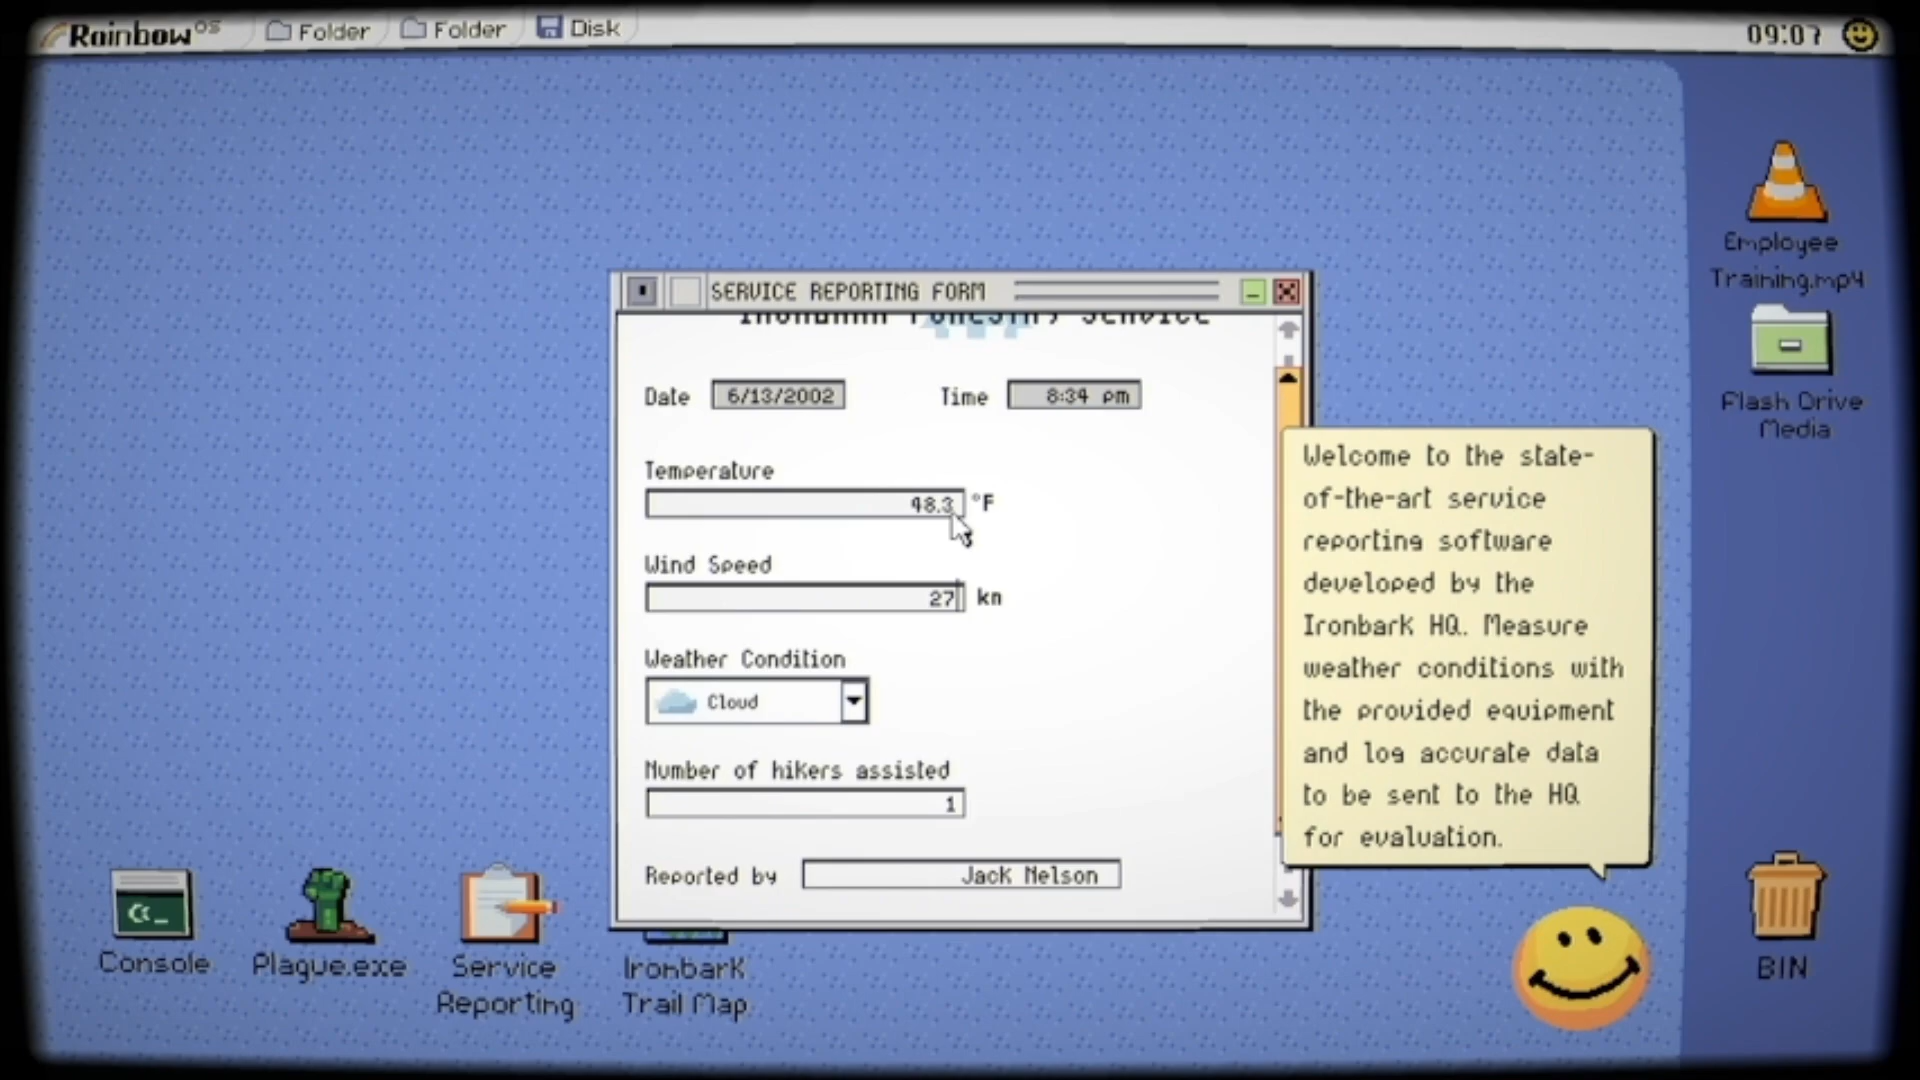 RainbowOS
Folder
Folder
Disk
09:07
Employee
Training.mp4
Flash Drive
Media
SERVICE REPORTING FORM
Ironbark Forestry Service
Date 6/13/2002 Time 8:34 pm
Temperature
48.3 °F
Wind Speed
27 kn
Weather Condition
Cloud
Number of hikers assisted
1
Reported by Jack Nelson
Welcome to the state-
of-the-art service
reporting software
developed by the
Ironbark HQ. Measure
weather conditions with
the provided equipment
and log accurate data
to be sent to the HQ
for evaluation.
C:_
Console
Plague.exe
Service
Reporting
Ironbark
Trail Map
BIN